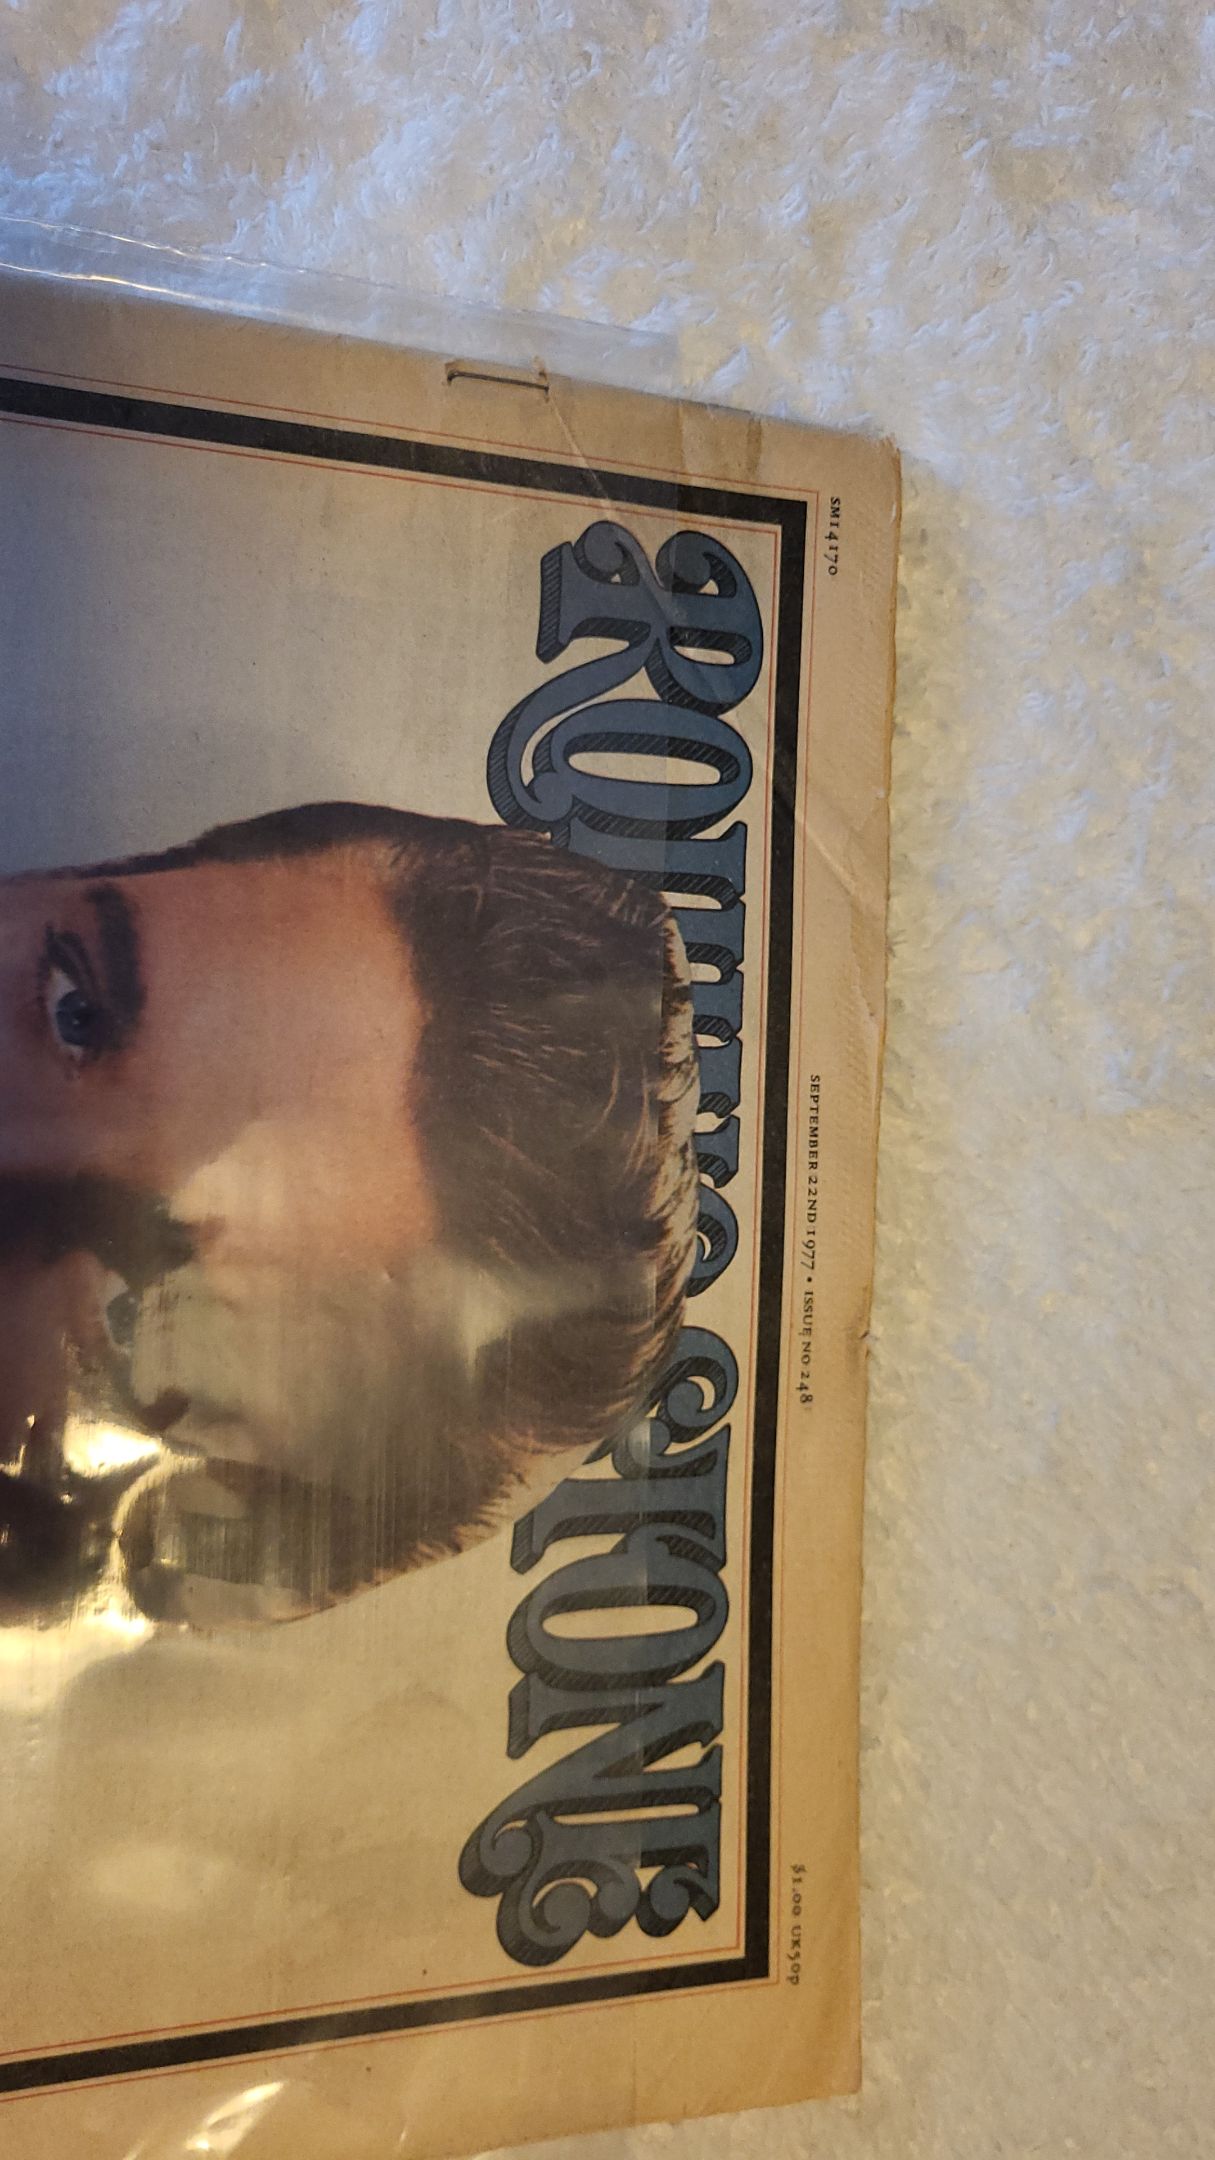 SM14170
SEPTEMBER 22ND 1977 • ISSUE NO 248
$1.00 UK50P
ROLLING STONE